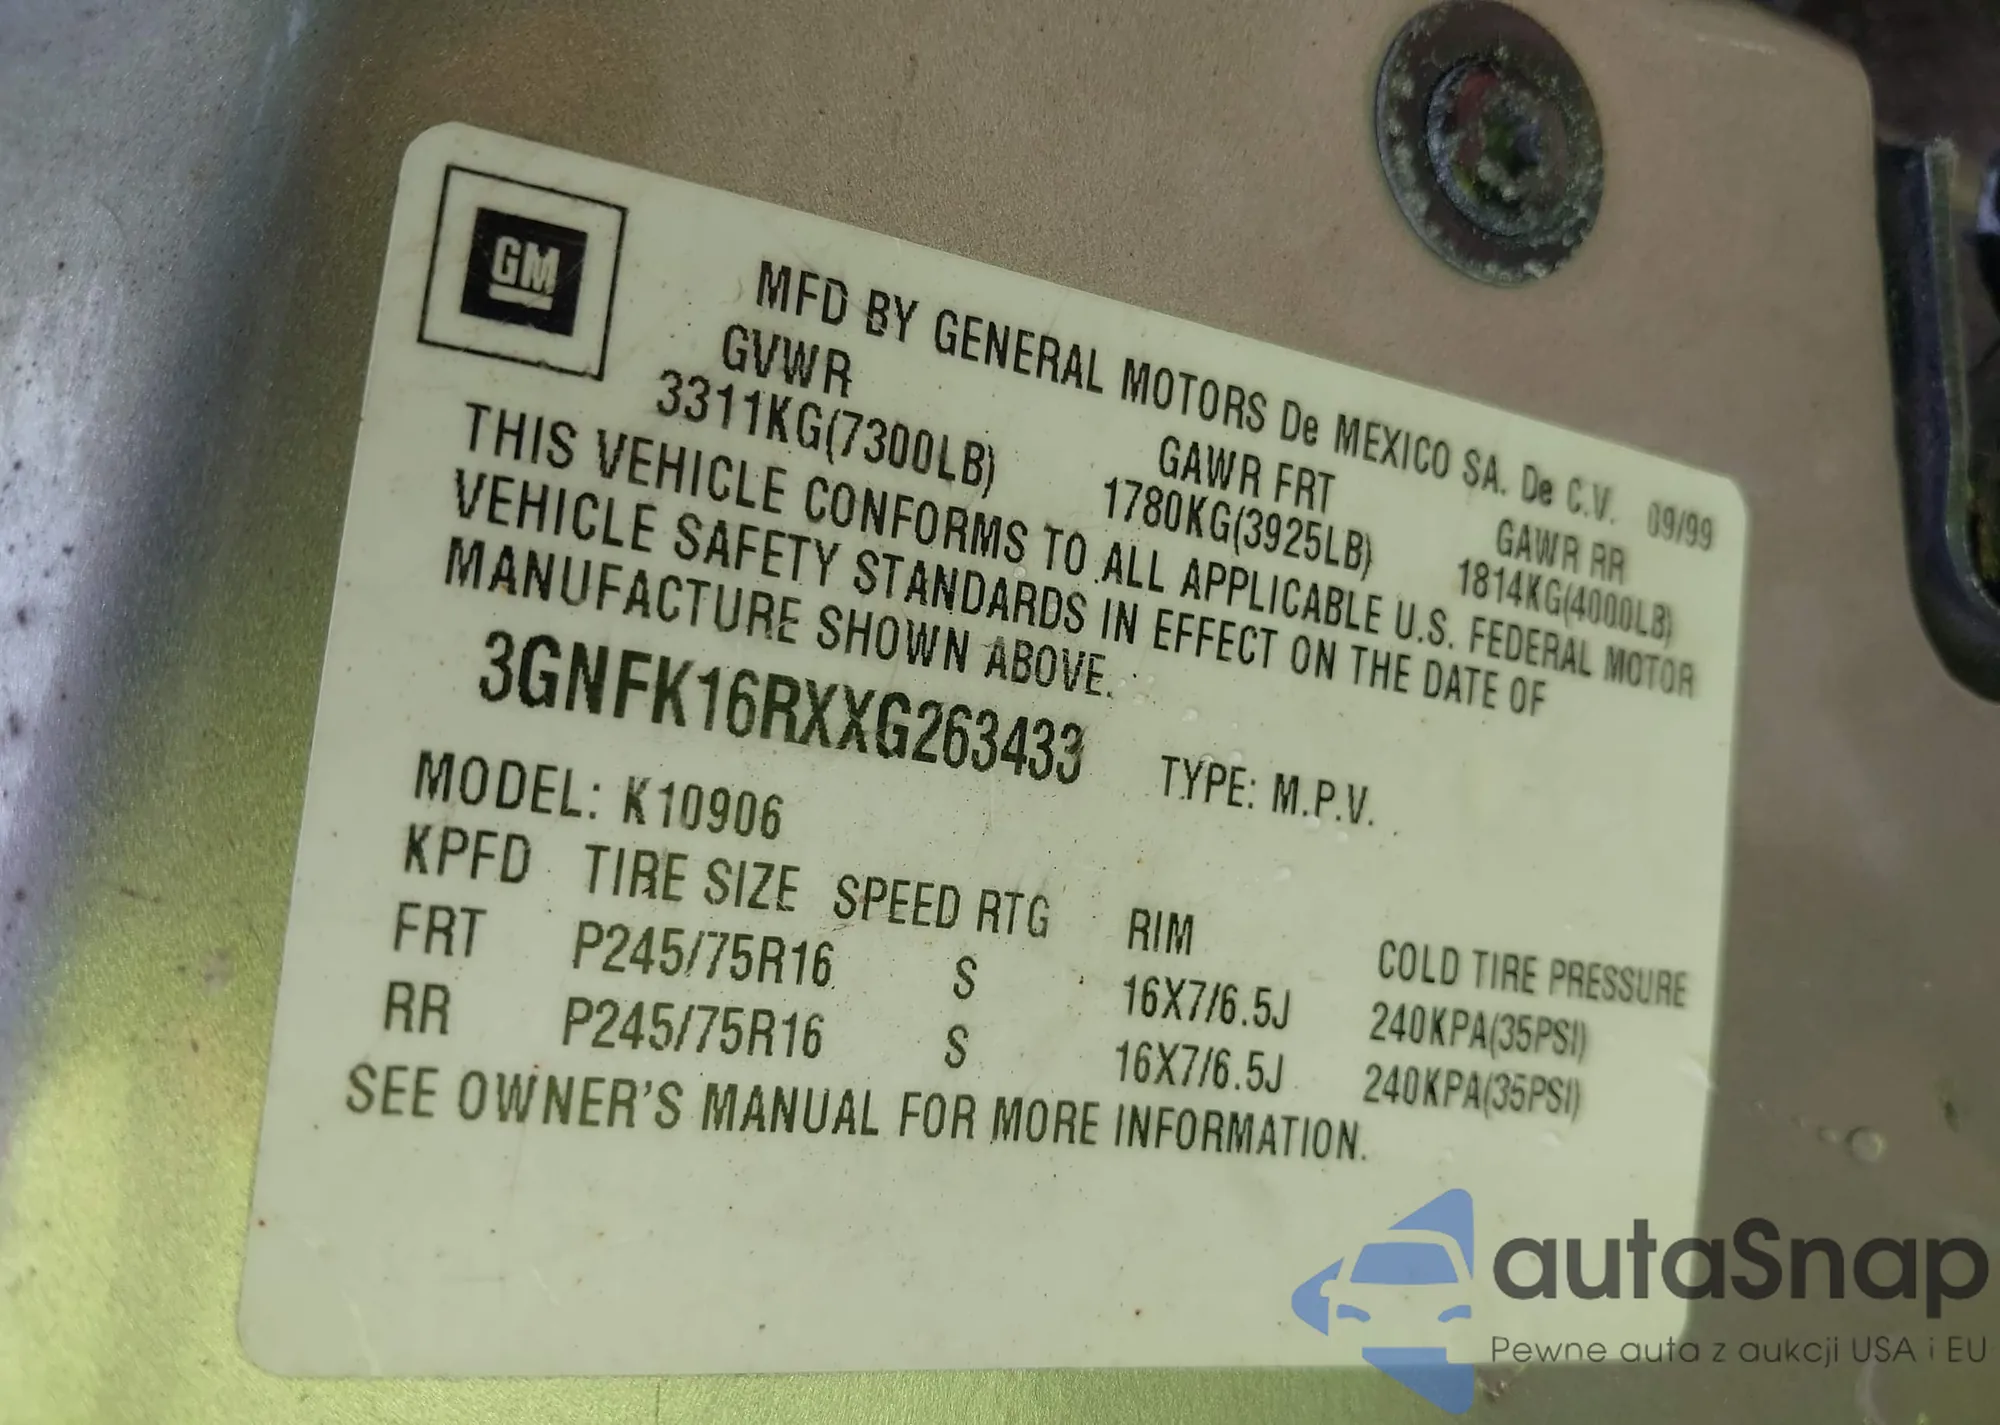 GM
MFD BY GENERAL MOTORS De MEXICO SA. De C.V. 09/99
GVWR GAWR FRT GAWR RR
3311KG(7300LB) 1780KG(3925LB) 1814KG(4000LB)
THIS VEHICLE CONFORMS TO ALL APPLICABLE U.S. FEDERAL MOTOR
VEHICLE SAFETY STANDARDS IN EFFECT ON THE DATE OF
MANUFACTURE SHOWN ABOVE.
3GNFK16RXXG263433 TYPE: M.P.V.
MODEL: K10906
KPFD TIRE SIZE SPEED RTG RIM COLD TIRE PRESSURE
FRT P245/75R16 S 16X7/6.5J 240KPA(35PSI)
RR P245/75R16 S 16X7/6.5J 240KPA(35PSI)
SEE OWNER'S MANUAL FOR MORE INFORMATION.
autaSnap
Pewne auta z aukcji USA i EU